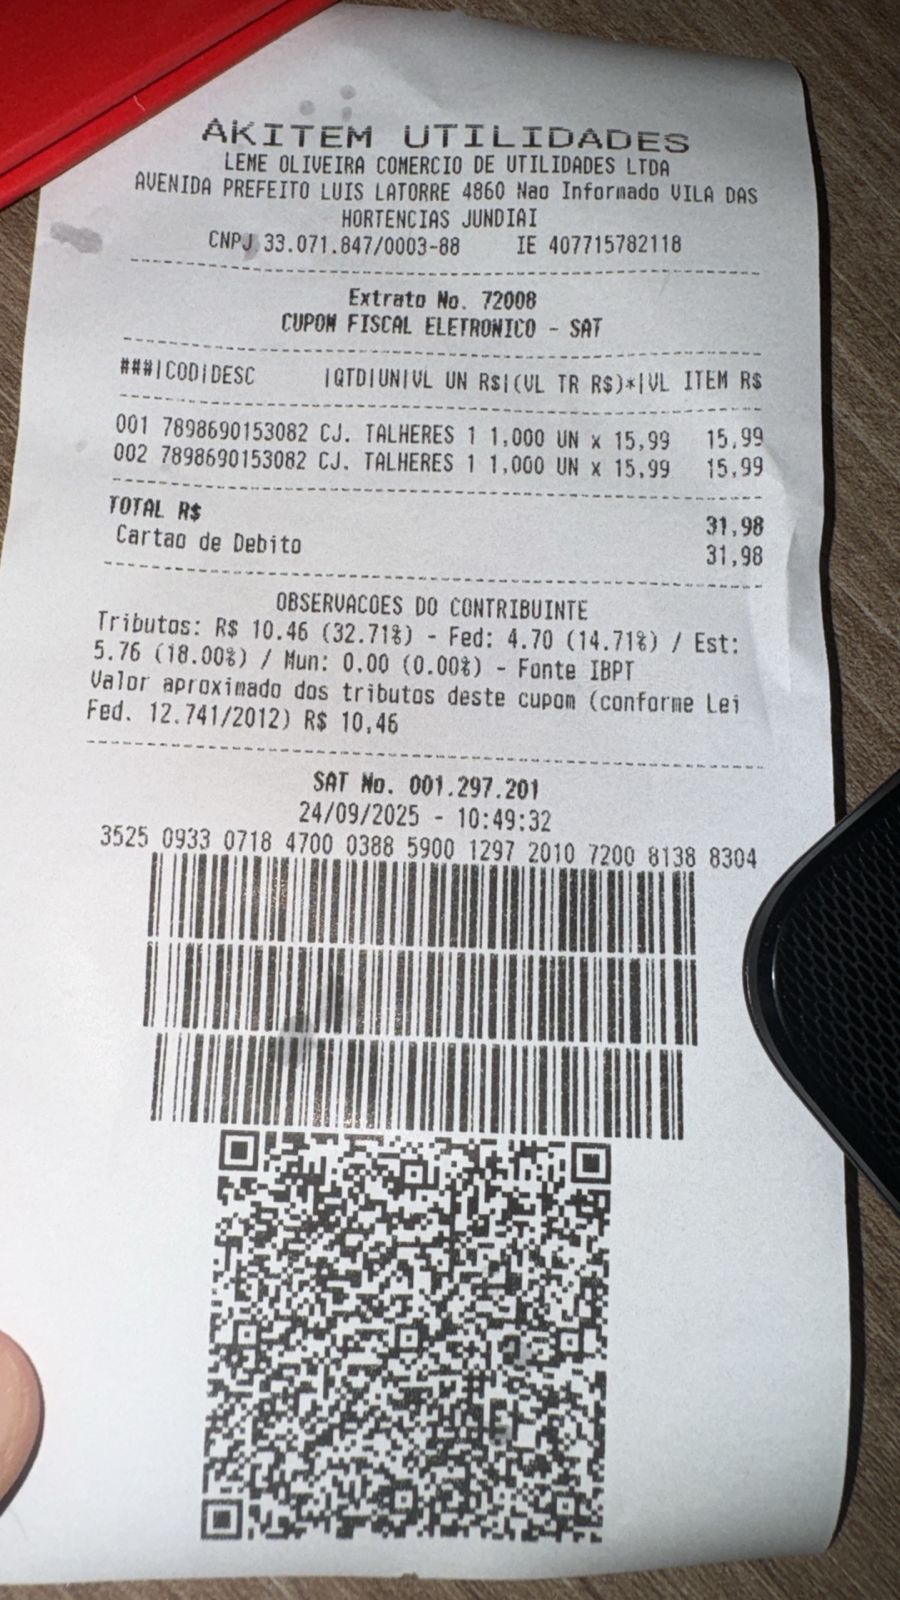 AKITEM UTILIDADES
LEME OLIVEIRA COMERCIO DE UTILIDADES LTDA
AVENIDA PREFEITO LUIS LATORRE 4860 Nao Informado VILA DAS
HORTENCIAS JUNDIAI
CNPJ 33.071.847/0003-88 IE 407715782118
Extrato No. 72008
CUPOM FISCAL ELETRONICO - SAT
###|COD|DESC |QTD|UN|VL UN R$|(VL TR R$)*|VL ITEM R$
001 7898690153082 CJ. TALHERES 1 1,000 UN x 15,99 15,99
002 7898690153082 CJ. TALHERES 1 1,000 UN x 15,99 15,99
TOTAL R$ 31,98
Cartao de Debito 31,98
OBSERVACOES DO CONTRIBUINTE
Tributos: R$ 10.46 (32.71%) - Fed: 4.70 (14.71%) / Est:
5.76 (18.00%) / Mun: 0.00 (0.00%) - Fonte IBPT
Valor aproximado dos tributos deste cupom (conforme Lei
Fed. 12.741/2012) R$ 10,46
SAT No. 001.297.201
24/09/2025 - 10:49:32
3525 0933 0718 4700 0388 5900 1297 2010 7200 8138 8304